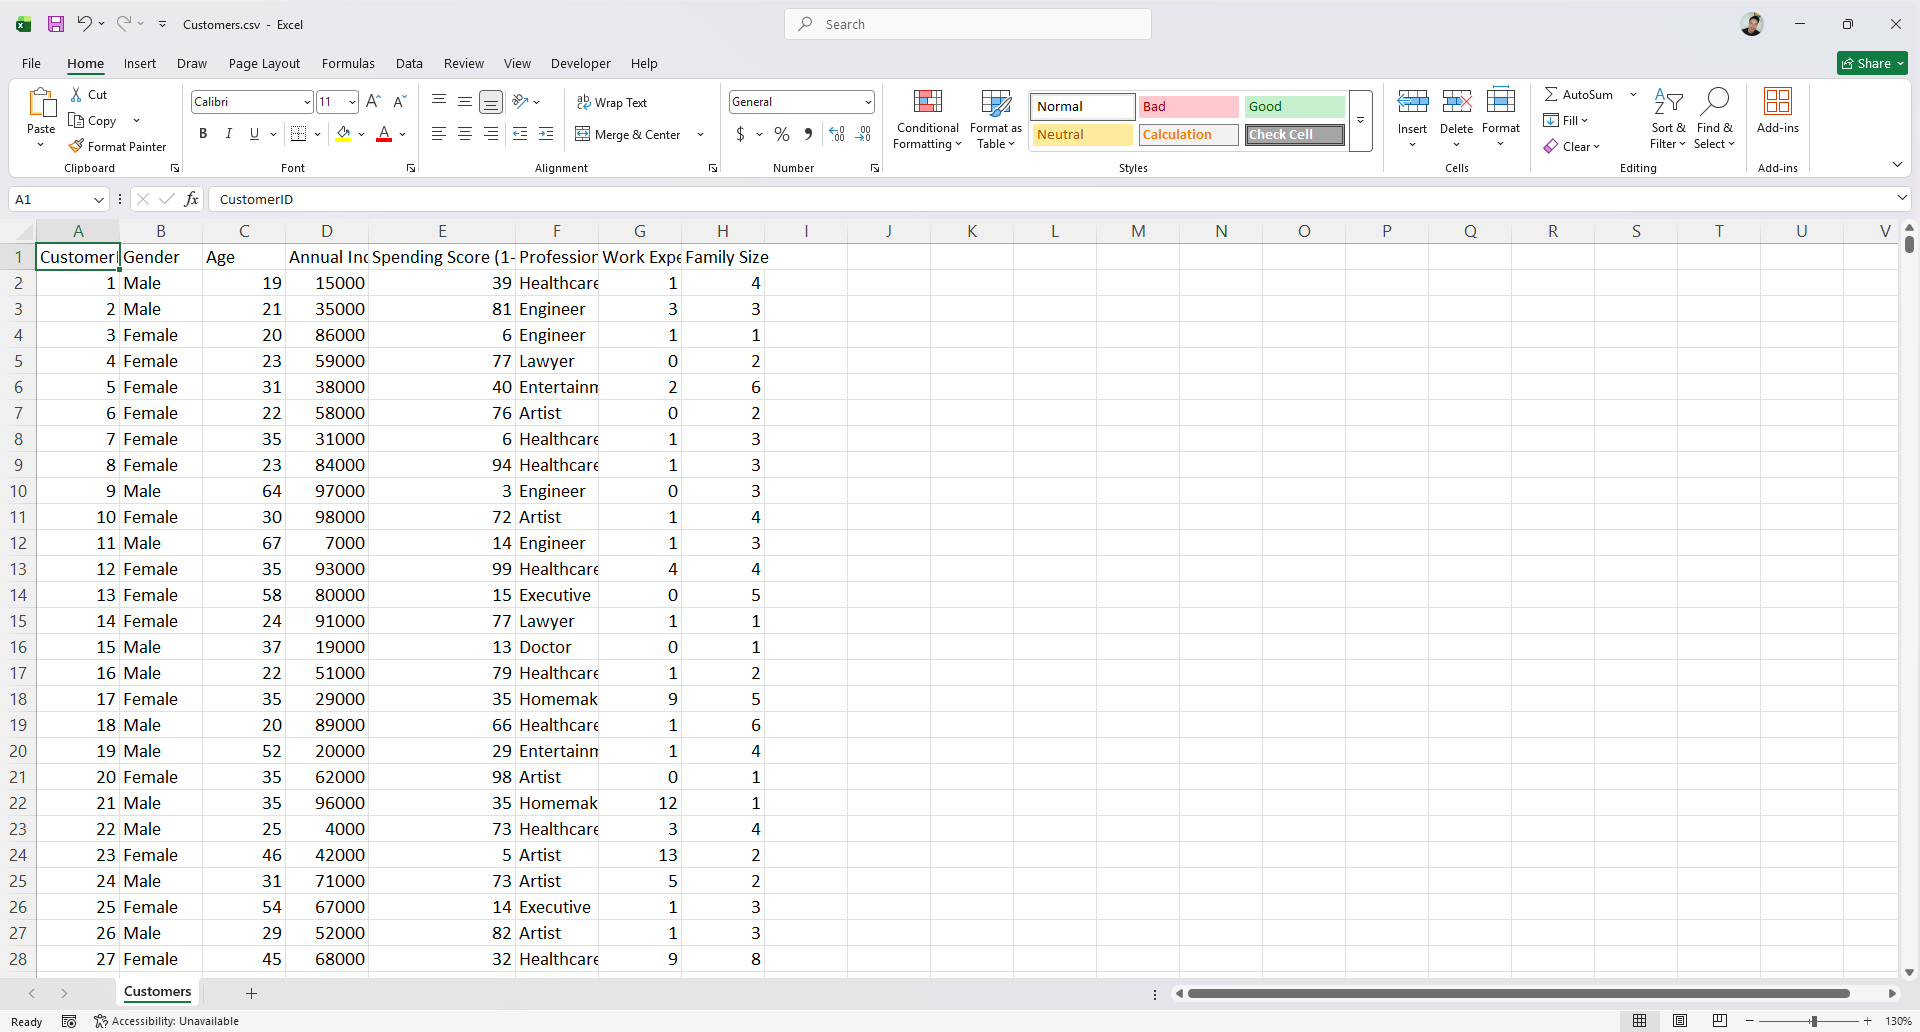 Customers.csv - Excel
Search
File Home Insert Draw Page Layout Formulas Data Review View Developer Help
Share
Paste
Cut
Copy
Format Painter
Clipboard
Calibri 11
B I U
Font
Wrap Text
Merge & Center
Alignment
General
$ % 9
Number
Conditional Formatting
Format as Table
Normal Bad Good
Neutral Calculation Check Cell
Styles
Insert Delete Format
Cells
AutoSum
Fill
Clear
Sort & Filter
Find & Select
Editing
Add-ins
Add-ins
A1 fx CustomerID
A B C D E F G H I J K L M N O P Q R S T U V
1 Customer Gender Age Annual Inc Spending Score (1- Profession Work Expe Family Size
2 1 Male 19 15000 39 Healthcare 1 4
3 2 Male 21 35000 81 Engineer 3 3
4 3 Female 20 86000 6 Engineer 1 1
5 4 Female 23 59000 77 Lawyer 0 2
6 5 Female 31 38000 40 Entertainm 2 6
7 6 Female 22 58000 76 Artist 0 2
8 7 Female 35 31000 6 Healthcare 1 3
9 8 Female 23 84000 94 Healthcare 1 3
10 9 Male 64 97000 3 Engineer 0 3
11 10 Female 30 98000 72 Artist 1 4
12 11 Male 67 7000 14 Engineer 1 3
13 12 Female 35 93000 99 Healthcare 4 4
14 13 Female 58 80000 15 Executive 0 5
15 14 Female 24 91000 77 Lawyer 1 1
16 15 Male 37 19000 13 Doctor 0 1
17 16 Male 22 51000 79 Healthcare 1 2
18 17 Female 35 29000 35 Homemak 9 5
19 18 Male 20 89000 66 Healthcare 1 6
20 19 Male 52 20000 29 Entertainm 1 4
21 20 Female 35 62000 98 Artist 0 1
22 21 Male 35 96000 35 Homemak 12 1
23 22 Male 25 4000 73 Healthcare 3 4
24 23 Female 46 42000 5 Artist 13 2
25 24 Male 31 71000 73 Artist 5 2
26 25 Female 54 67000 14 Executive 1 3
27 26 Male 29 52000 82 Artist 1 3
28 27 Female 45 68000 32 Healthcare 9 8
Customers
Ready Accessibility: Unavailable 130%